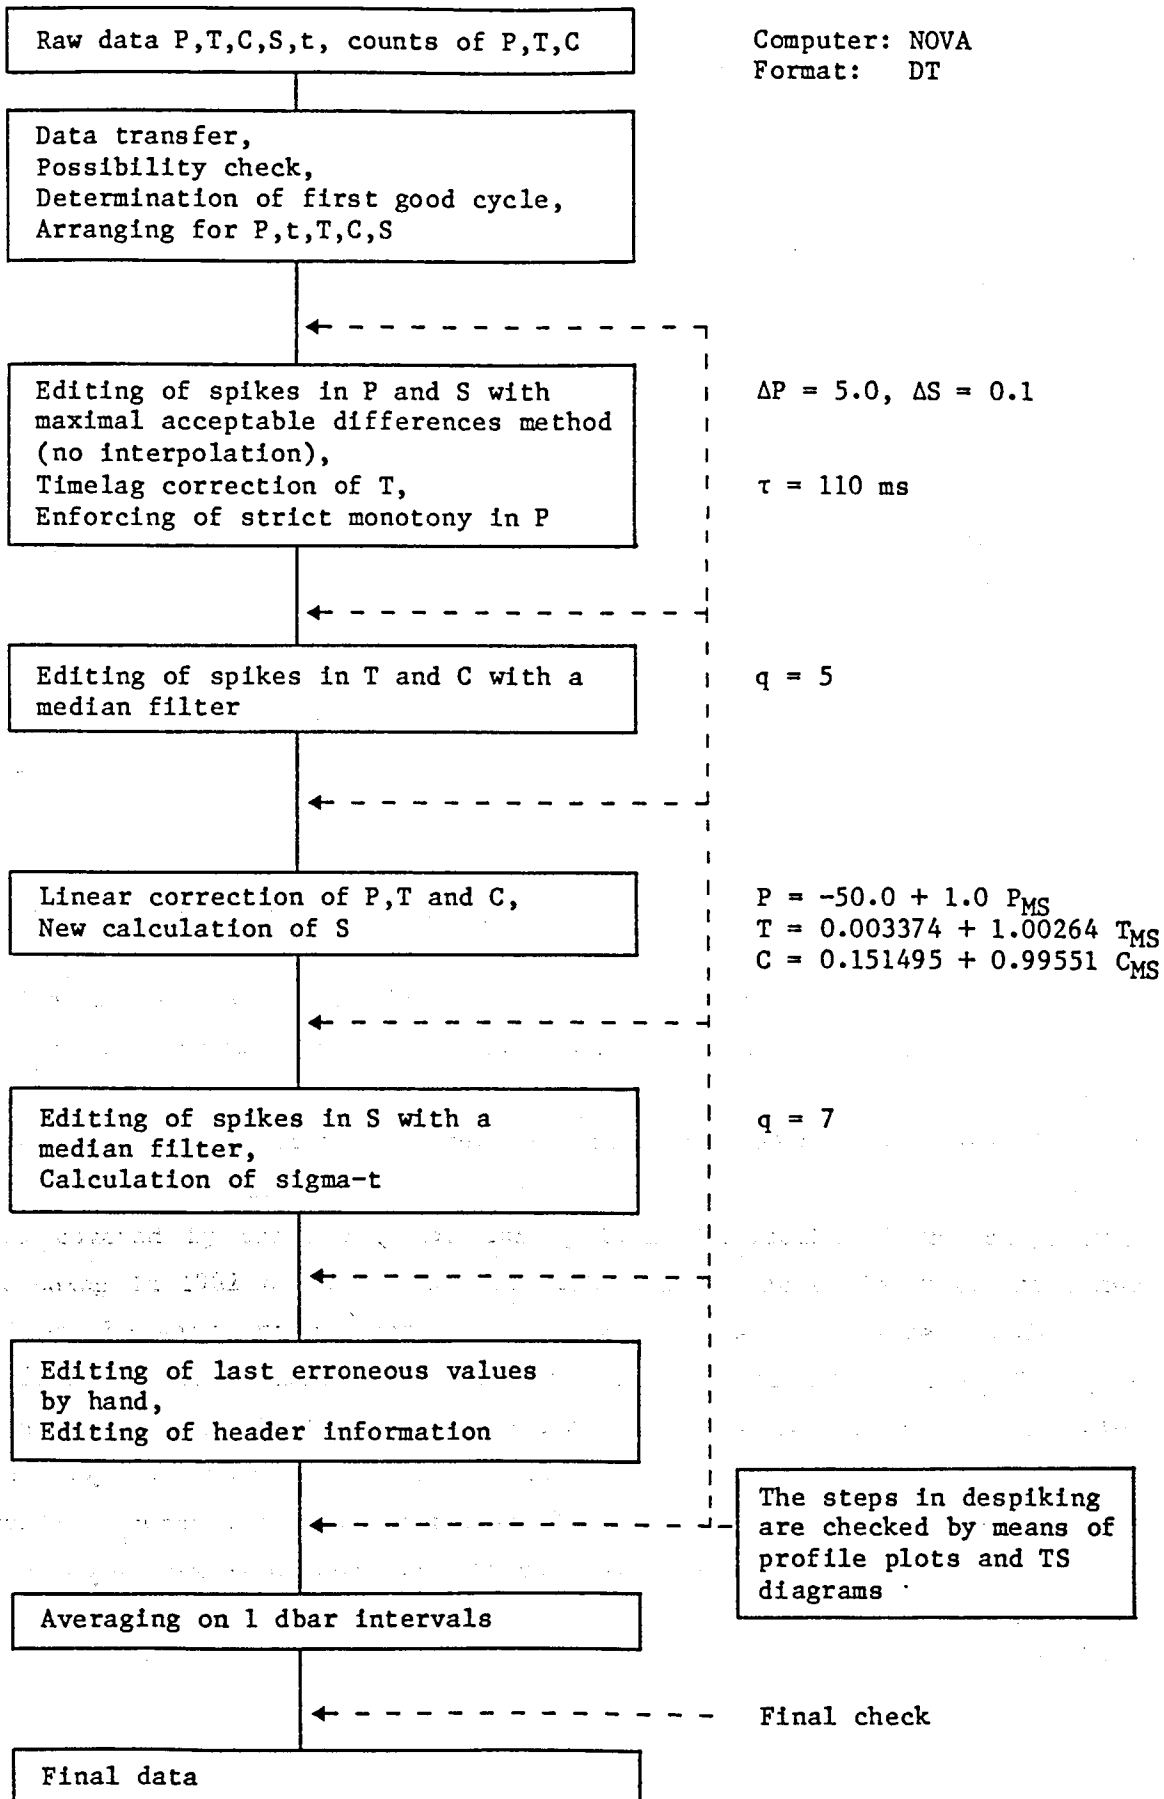 Raw data P,T,C,S,t, counts of P,T,C
Computer: NOVA
Format: DT
Data transfer,
Possibility check,
Determination of first good cycle,
Arranging for P,t,T,C,S
Editing of spikes in P and S with
maximal acceptable differences method
(no interpolation),
Timelag correction of T,
Enforcing of strict monotony in P
ΔP = 5.0, ΔS = 0.1
τ = 110 ms
Editing of spikes in T and C with a
median filter
q = 5
Linear correction of P,T and C,
New calculation of S
P = -50.0 + 1.0 P_MS
T = 0.003374 + 1.00264 T_MS
C = 0.151495 + 0.99551 C_MS
Editing of spikes in S with a
median filter,
Calculation of sigma-t
q = 7
Editing of last erroneous values
by hand,
Editing of header information
The steps in despiking
are checked by means of
profile plots and TS
diagrams
Averaging on 1 dbar intervals
Final check
Final data